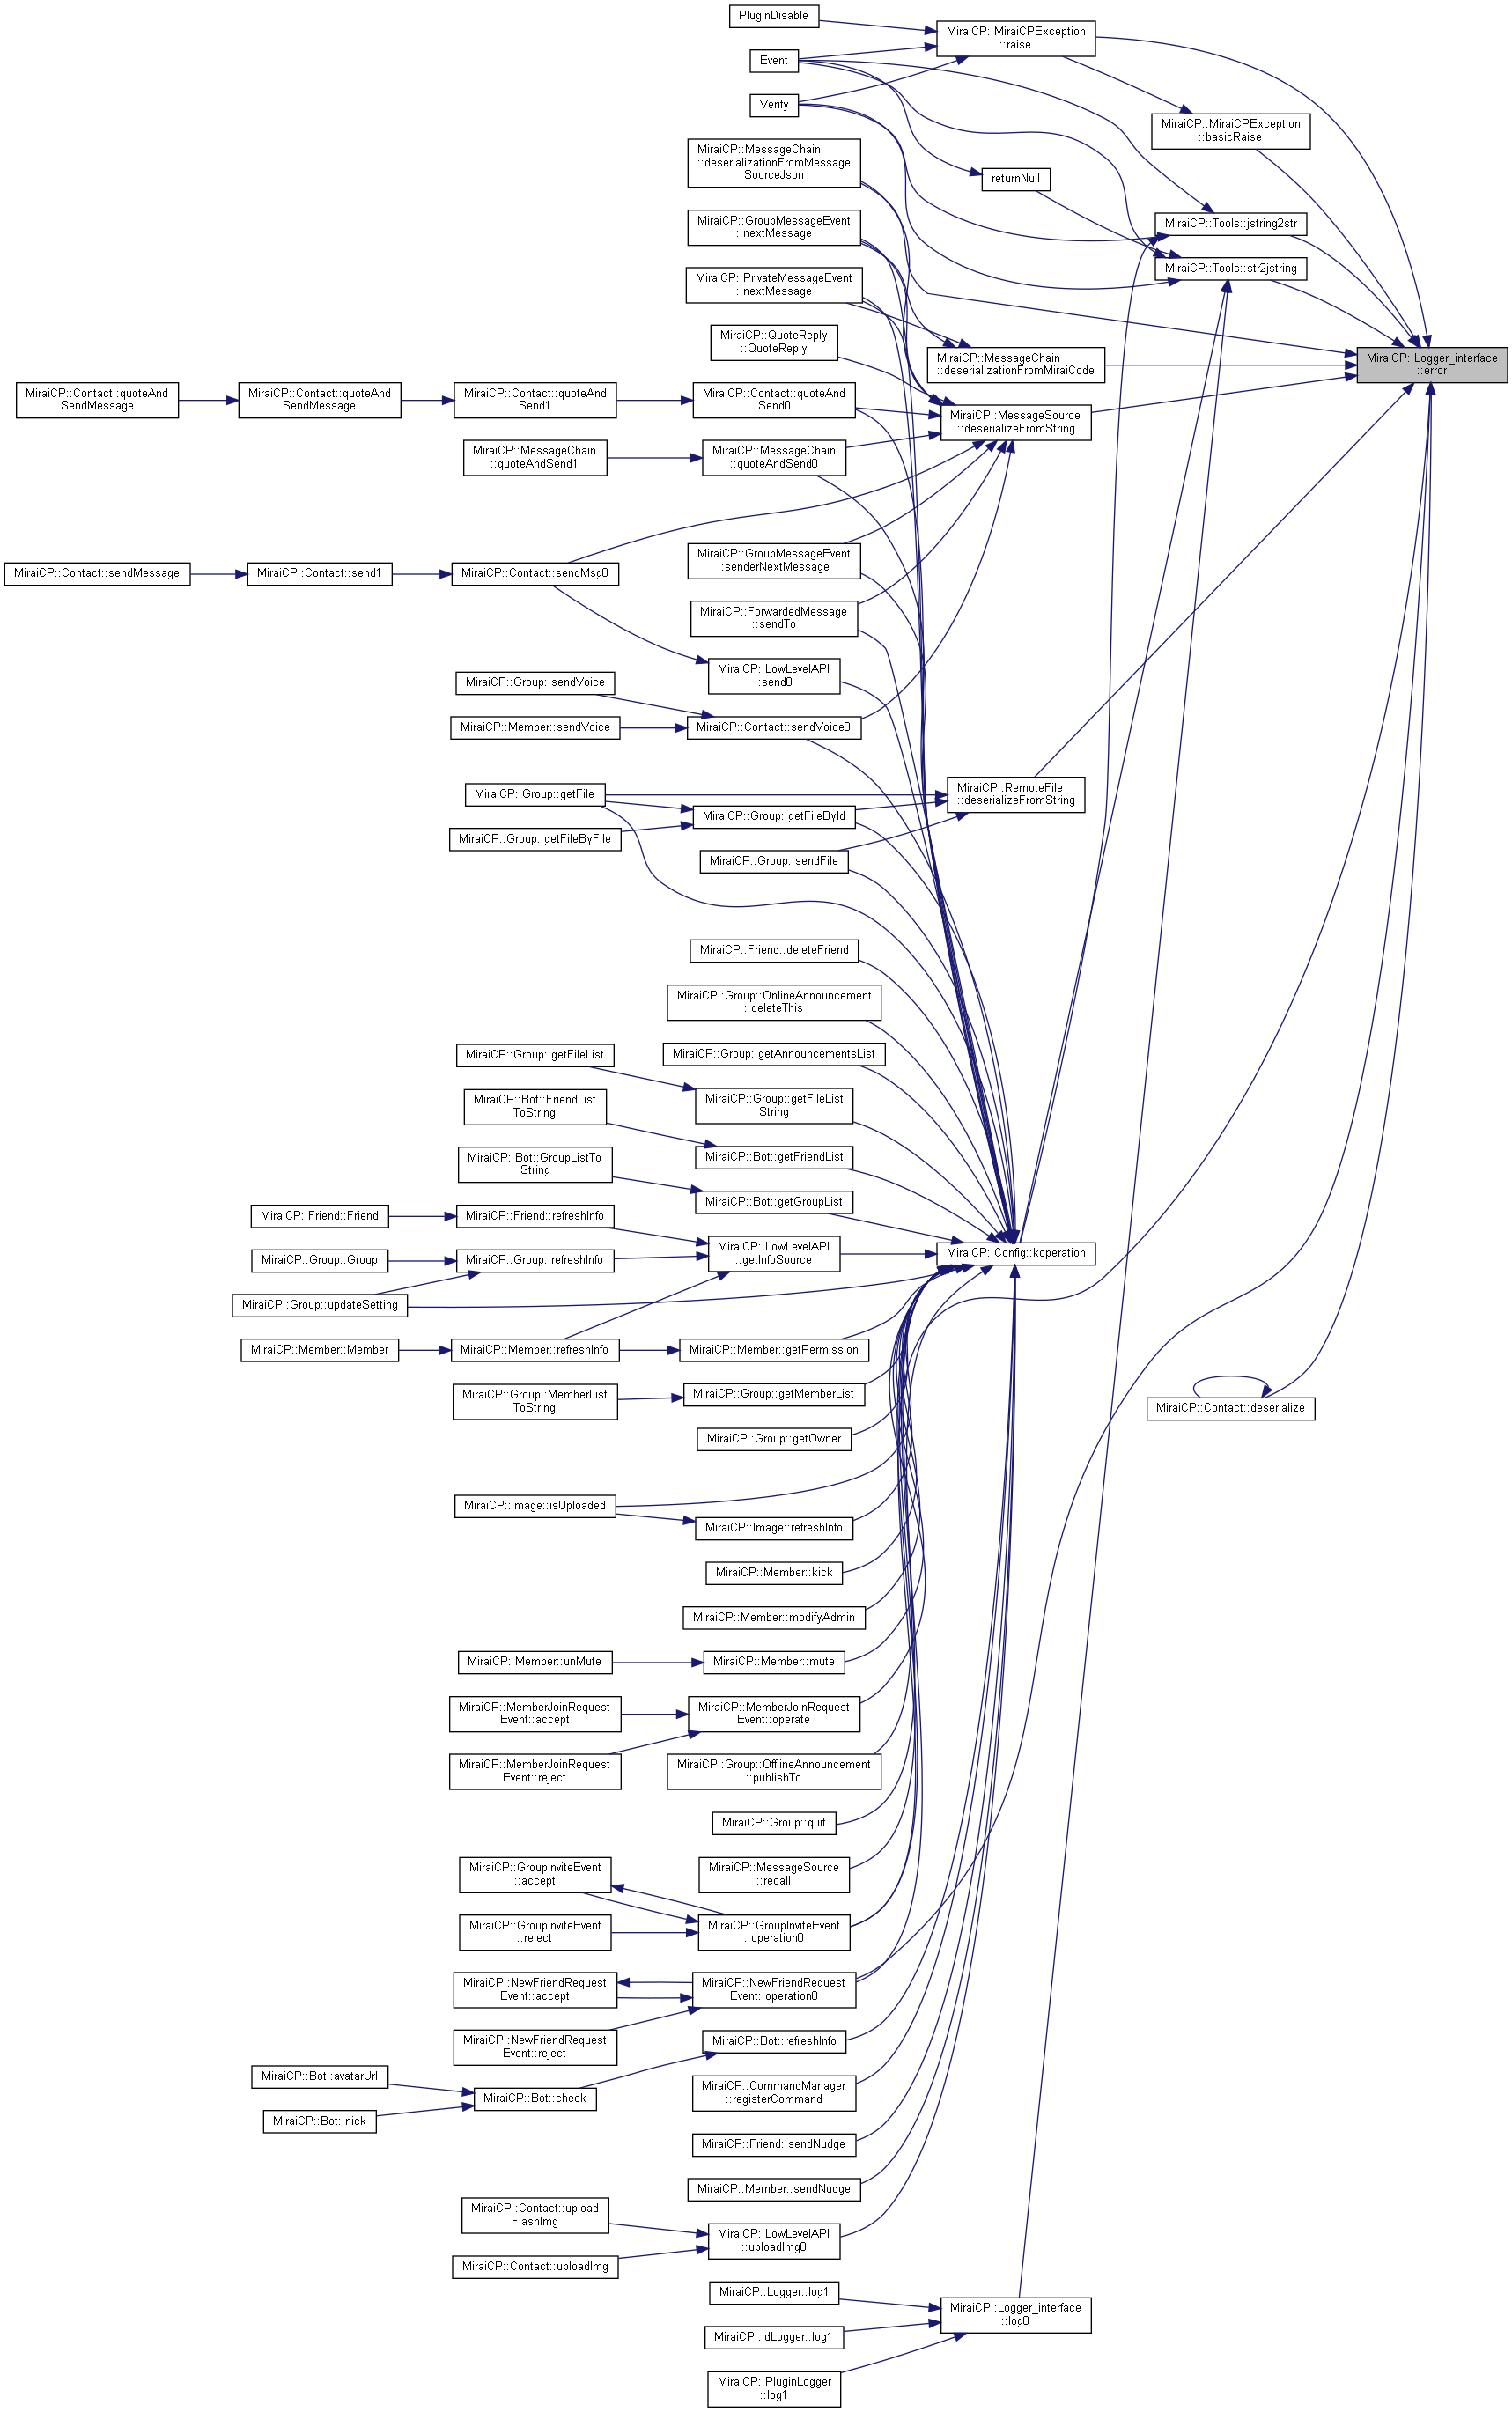 PluginDisable
MiraiCP::MiraiCPException
::raise
Event
Verify
MiraiCP::MiraiCPException
::basicRaise
MiraiCP::MessageChain
::deserializationFromMessage
SourceJson
returnNull
MiraiCP::GroupMessageEvent
::nextMessage
MiraiCP::Tools::jstring2str
MiraiCP::Tools::str2jstring
MiraiCP::PrivateMessageEvent
::nextMessage
MiraiCP::QuoteReply
::QuoteReply
MiraiCP::MessageChain
::deserializationFromMiraiCode
MiraiCP::Logger_interface
::error
MiraiCP::Contact::quoteAnd
SendMessage
MiraiCP::Contact::quoteAnd
SendMessage
MiraiCP::Contact::quoteAnd
Send1
MiraiCP::Contact::quoteAnd
Send0
MiraiCP::MessageSource
::deserializeFromString
MiraiCP::MessageChain
::quoteAndSend1
MiraiCP::MessageChain
::quoteAndSend0
MiraiCP::GroupMessageEvent
::senderNextMessage
MiraiCP::Contact::sendMessage
MiraiCP::Contact::send1
MiraiCP::Contact::sendMsg0
MiraiCP::ForwardedMessage
::sendTo
MiraiCP::LowLevelAPI
::send0
MiraiCP::Group::sendVoice
MiraiCP::Member::sendVoice
MiraiCP::Contact::sendVoice0
MiraiCP::Group::getFile
MiraiCP::RemoteFile
::deserializeFromString
MiraiCP::Group::getFileById
MiraiCP::Group::getFileByFile
MiraiCP::Group::sendFile
MiraiCP::Friend::deleteFriend
MiraiCP::Group::OnlineAnnouncement
::deleteThis
MiraiCP::Group::getFileList
MiraiCP::Group::getAnnouncementsList
MiraiCP::Bot::FriendList
ToString
MiraiCP::Group::getFileList
String
MiraiCP::Bot::GroupListTo
String
MiraiCP::Bot::getFriendList
MiraiCP::Bot::getGroupList
MiraiCP::Friend::Friend
MiraiCP::Friend::refreshInfo
MiraiCP::Group::Group
MiraiCP::Group::refreshInfo
MiraiCP::LowLevelAPI
::getInfoSource
MiraiCP::Config::koperation
MiraiCP::Group::updateSetting
MiraiCP::Member::Member
MiraiCP::Member::refreshInfo
MiraiCP::Member::getPermission
MiraiCP::Group::MemberList
ToString
MiraiCP::Group::getMemberList
MiraiCP::Contact::deserialize
MiraiCP::Group::getOwner
MiraiCP::Image::isUploaded
MiraiCP::Image::refreshInfo
MiraiCP::Member::kick
MiraiCP::Member::modifyAdmin
MiraiCP::Member::unMute
MiraiCP::Member::mute
MiraiCP::MemberJoinRequest
Event::accept
MiraiCP::MemberJoinRequest
Event::operate
MiraiCP::MemberJoinRequest
Event::reject
MiraiCP::Group::OfflineAnnouncement
::publishTo
MiraiCP::Group::quit
MiraiCP::GroupInviteEvent
::accept
MiraiCP::MessageSource
::recall
MiraiCP::GroupInviteEvent
::reject
MiraiCP::GroupInviteEvent
::operation0
MiraiCP::NewFriendRequest
Event::accept
MiraiCP::NewFriendRequest
Event::operation0
MiraiCP::NewFriendRequest
Event::reject
MiraiCP::Bot::refreshInfo
MiraiCP::Bot::avatarUrl
MiraiCP::Bot::check
MiraiCP::Bot::nick
MiraiCP::CommandManager
::registerCommand
MiraiCP::Friend::sendNudge
MiraiCP::Member::sendNudge
MiraiCP::Contact::upload
FlashImg
MiraiCP::LowLevelAPI
::uploadImg0
MiraiCP::Contact::uploadImg
MiraiCP::Logger::log1
MiraiCP::Logger_interface
::log0
MiraiCP::IdLogger::log1
MiraiCP::PluginLogger
::log1